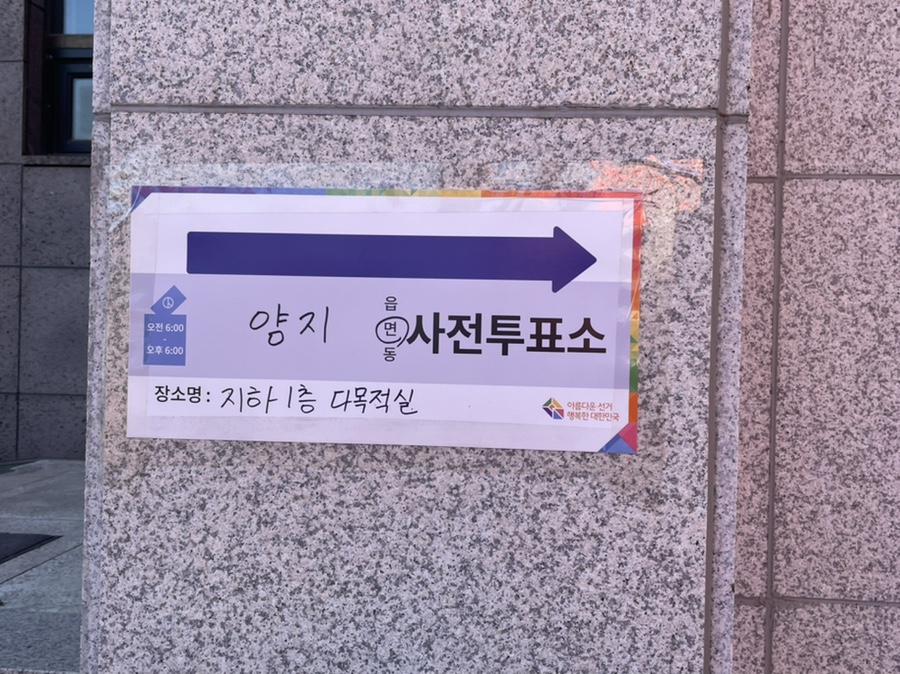 양지 읍면동 사전투표소
오전 6:00
-
오후 6:00
장소명: 지하 1층 다목적실
아름다운 선거
행복한 대한민국